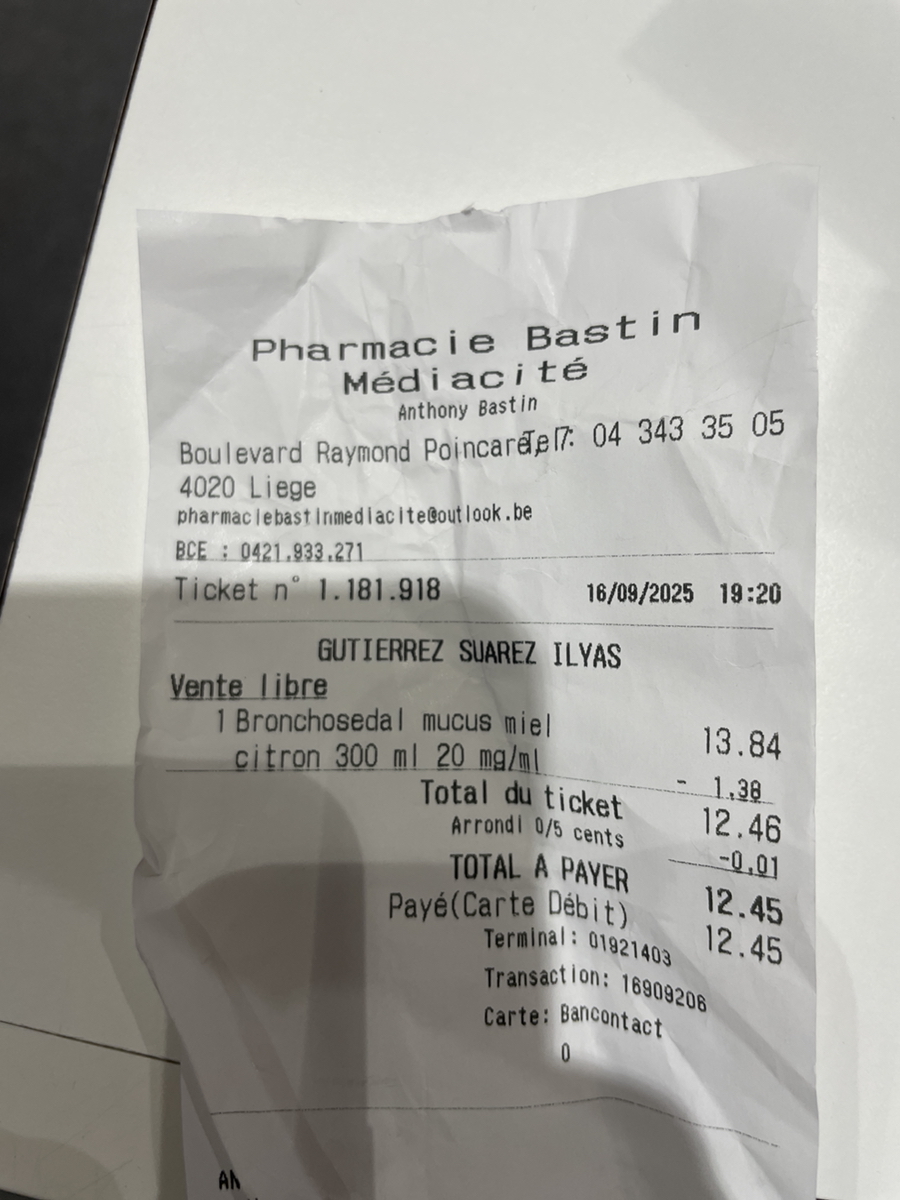 Pharmacie Bastin
Médiacité
Anthony Bastin
Boulevard Raymond Poincaré, 7 Tel: 04 343 35 05
4020 Liege
pharmaciebastinmediacite@outlook.be
BCE : 0421.933.271
Ticket n° 1.181.918 16/09/2025 19:20
GUTIERREZ SUAREZ ILYAS
Vente libre
1 Bronchosedal mucus miel 13.84
citron 300 ml 20 mg/ml - 1.38
Total du ticket 12.46
Arrondi 0/5 cents -0.01
TOTAL A PAYER 12.45
Payé(Carte Débit) 12.45
Terminal: 01921403
Transaction: 16909206
Carte: Bancontact
0